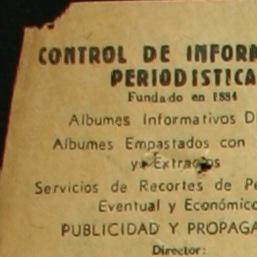 CONTROL DE INFORM
PERIODISTICA
Fundado en 1884
Albumes Informativos D
Albumes Empastados con
y Extractos
Servicios de Recortes de Pe
Eventual y Económico
PUBLICIDAD Y PROPAGA
Director: